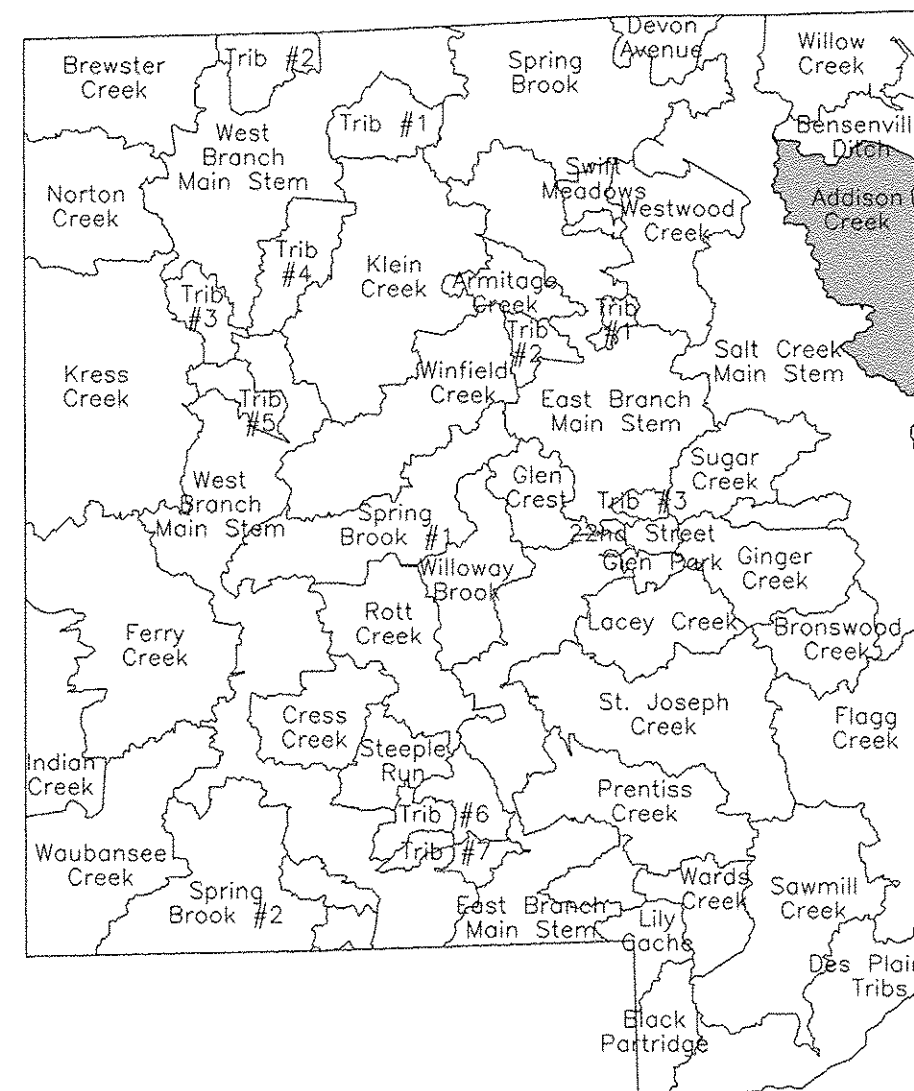 Devon
Avenue
Trib #2
Brewster
Creek
Spring
Brook
Willow
Creek
Trib #1
West
Branch
Main Stem
Bensenvill
Ditch
Swift
Meadows
Norton
Creek
Westwood
Creek
Addison
Creek
Trib
#4
Klein
Creek
Armitage
Creek
Trib
#3
Trib
#1
Trib
#2
Salt Creek
Main Stem
Kress
Creek
Winfield
Creek
Trib
#5
East Branch
Main Stem
Sugar
Creek
Glen
Crest
West
Branch
Main Stem
Trib #3
Spring
Brook #1
22nd Street
Glen Park
Ginger
Creek
Willoway
Brook
Rott
Creek
Lacey Creek
Bronswood
Creek
Ferry
Creek
St. Joseph
Creek
Cress
Creek
Flagg
Creek
Steeple
Run
Indian
Creek
Prentiss
Creek
Trib #6
Trib #7
Waubansee
Creek
Wards
Creek
Sawmill
Creek
Spring
Brook #2
East Branch
Main Stem
Lily
Cache
Des Plain
Tribs
Black
Partridge